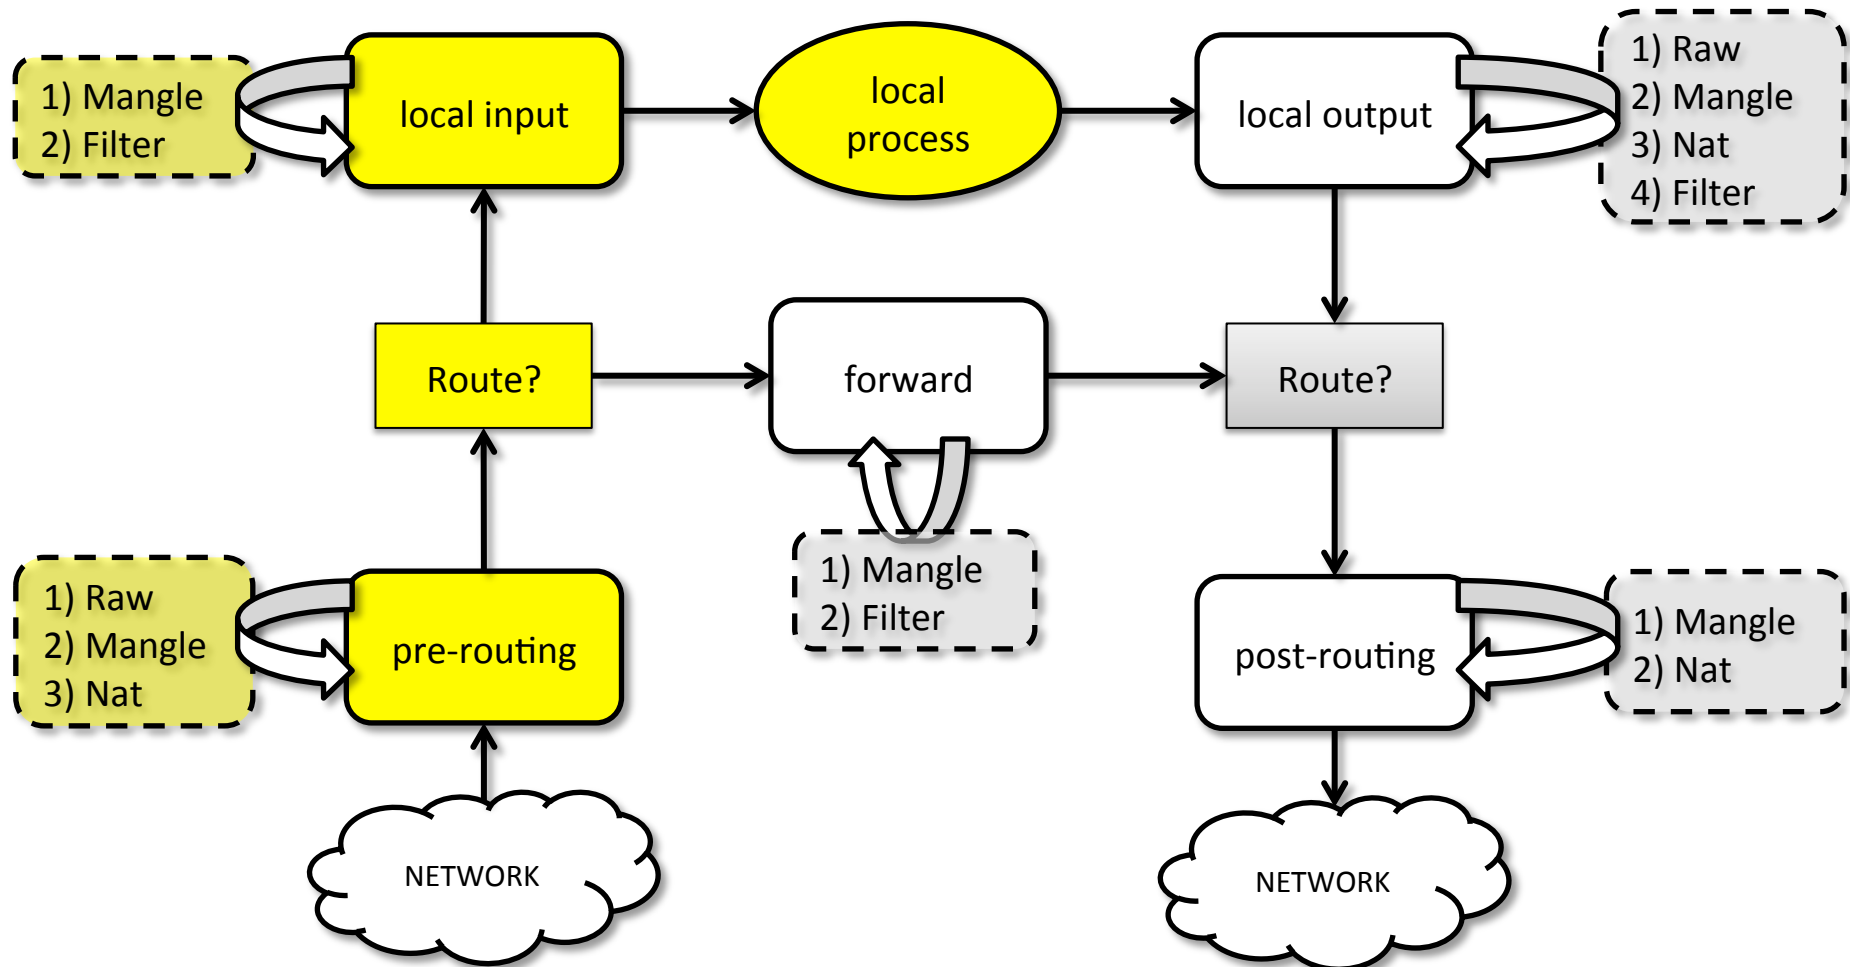 1) Mangle
2) Filter
local input
local
process
local output
1) Raw
2) Mangle
3) Nat
4) Filter
Route?
forward
Route?
1) Mangle
2) Filter
1) Raw
2) Mangle
3) Nat
pre-routing
post-routing
1) Mangle
2) Nat
NETWORK
NETWORK